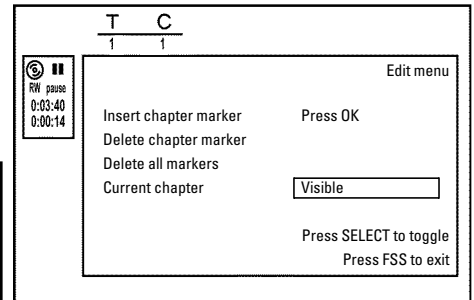 T C
1 1
RW pause
0:03:40
0:00:14
Edit menu
Insert chapter marker Press OK
Delete chapter marker
Delete all markers
Current chapter Visible
Press SELECT to toggle
Press FSS to exit